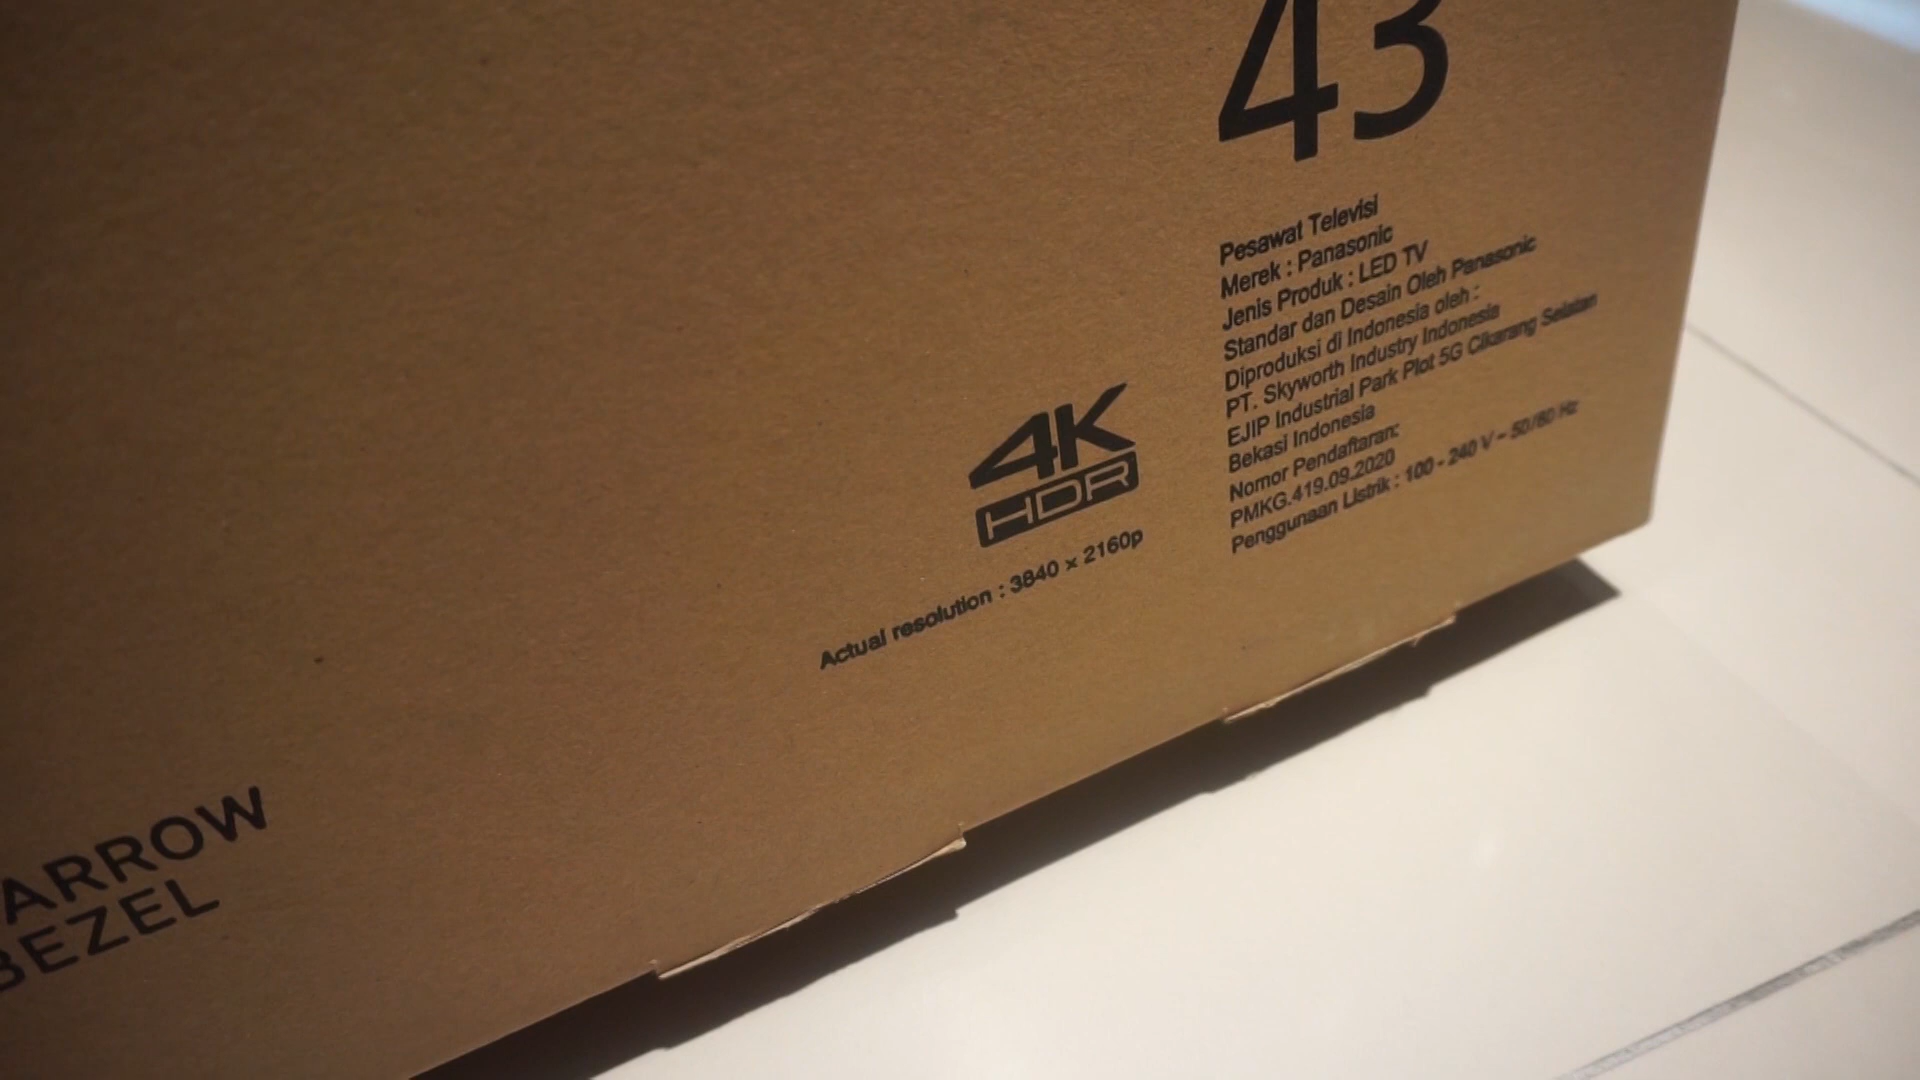 43
Pesawat Televisi
Merek : Panasonic
Jenis Produk : LED TV
Standar dan Desain Oleh Panasonic
Diproduksi di Indonesia oleh :
PT. Skyworth Industry Indonesia
EJIP Industrial Park Plot 5G Cikarang Selatan
Bekasi Indonesia
Nomor Pendaftaran:
PMKG.419.09.2020
Penggunaan Listrik : 100 - 240 V ~ 50/60 Hz
4K
HDR
Actual resolution : 3840 x 2160p
ARROW
BEZEL